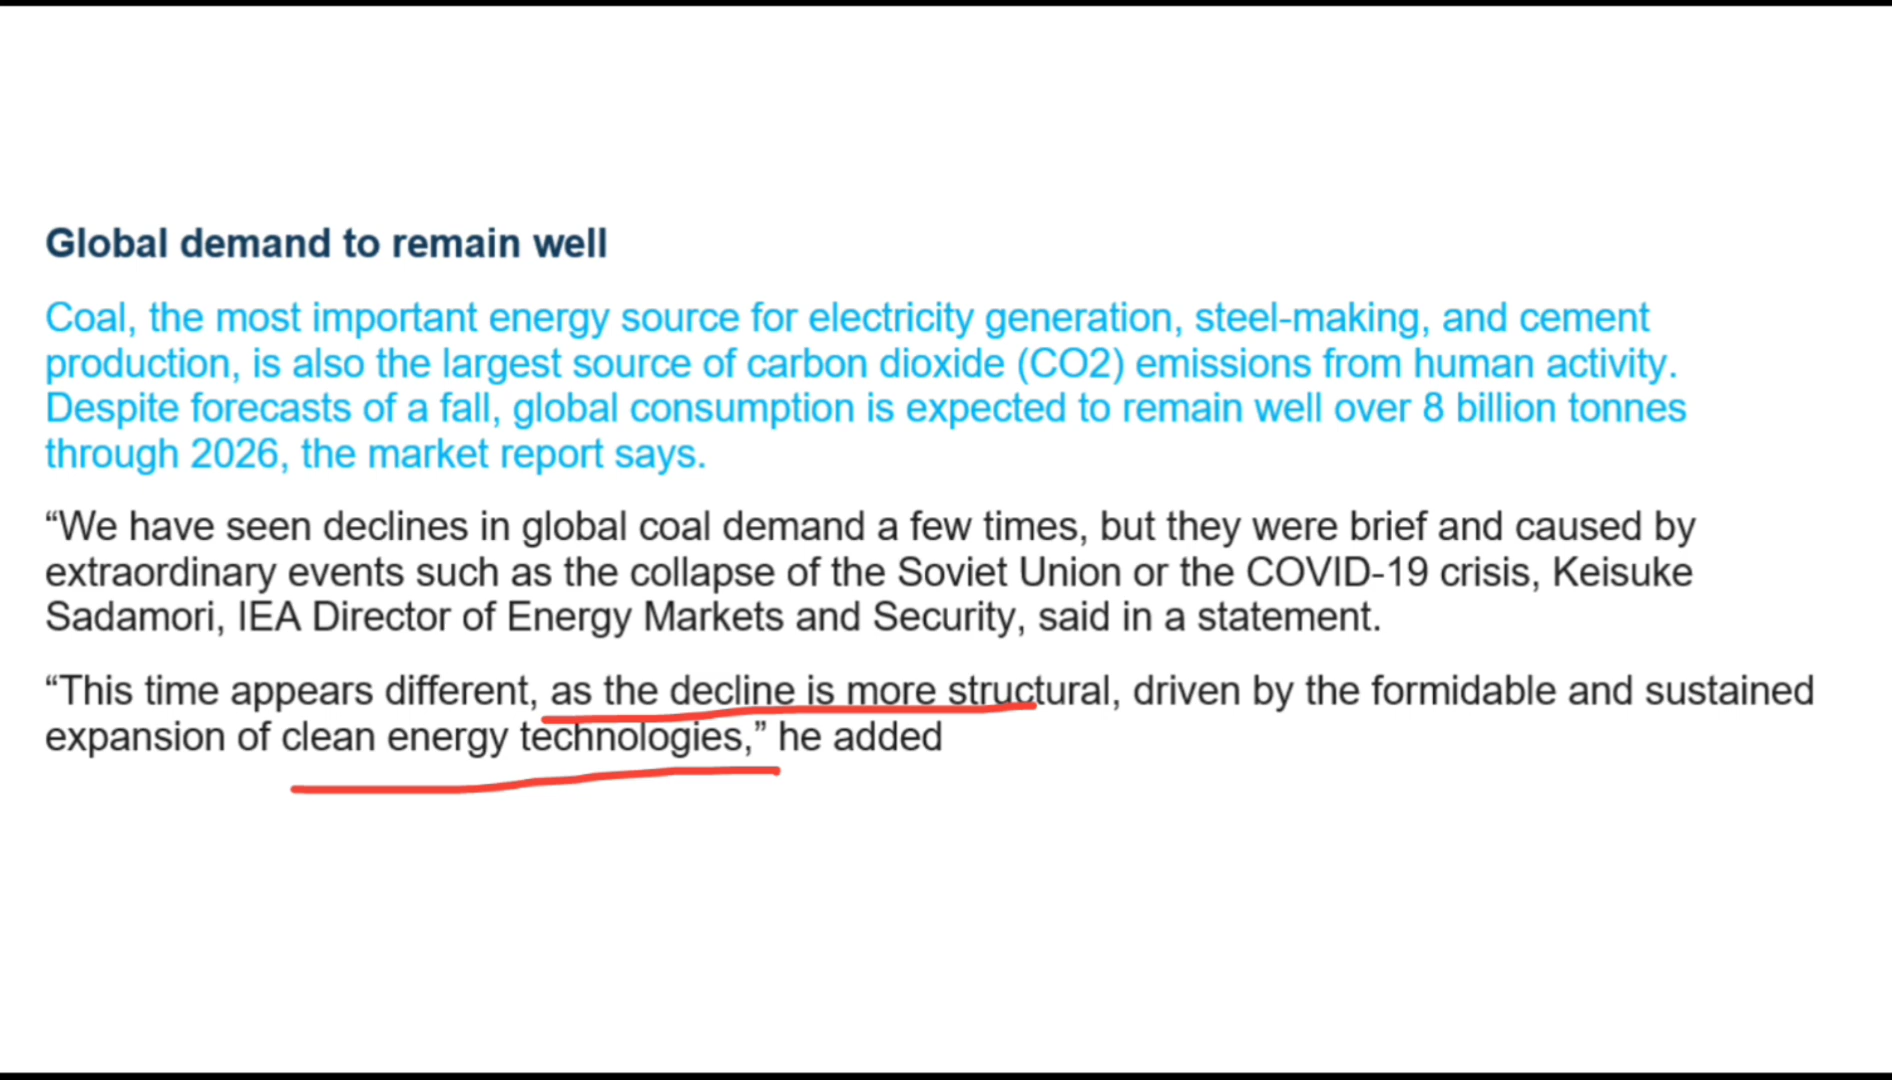 Global demand to remain well
Coal, the most important energy source for electricity generation, steel-making, and cement
production, is also the largest source of carbon dioxide (CO2) emissions from human activity.
Despite forecasts of a fall, global consumption is expected to remain well over 8 billion tonnes
through 2026, the market report says.
“We have seen declines in global coal demand a few times, but they were brief and caused by
extraordinary events such as the collapse of the Soviet Union or the COVID-19 crisis, Keisuke
Sadamori, IEA Director of Energy Markets and Security, said in a statement.
“This time appears different, as the decline is more structural, driven by the formidable and sustained
expansion of clean energy technologies,” he added